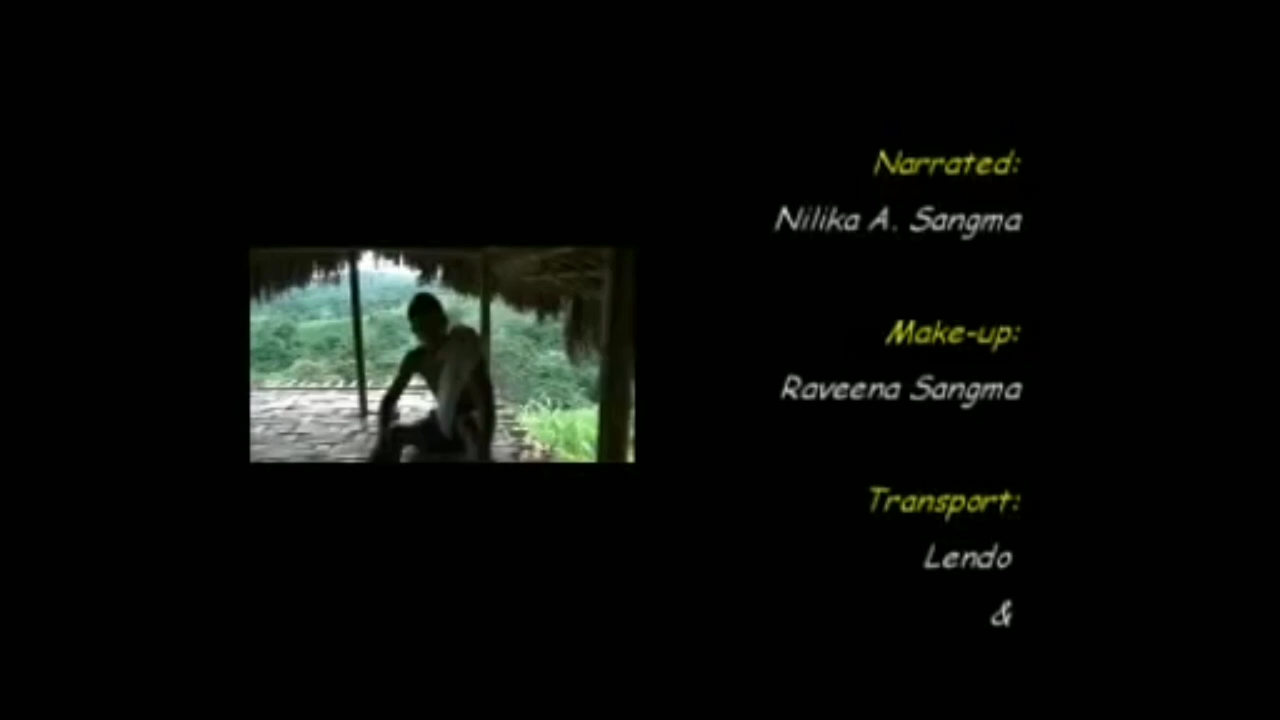 Narrated:
Nilika A. Sangma
Make-up:
Raveena Sangma
Transport:
Lendo
&